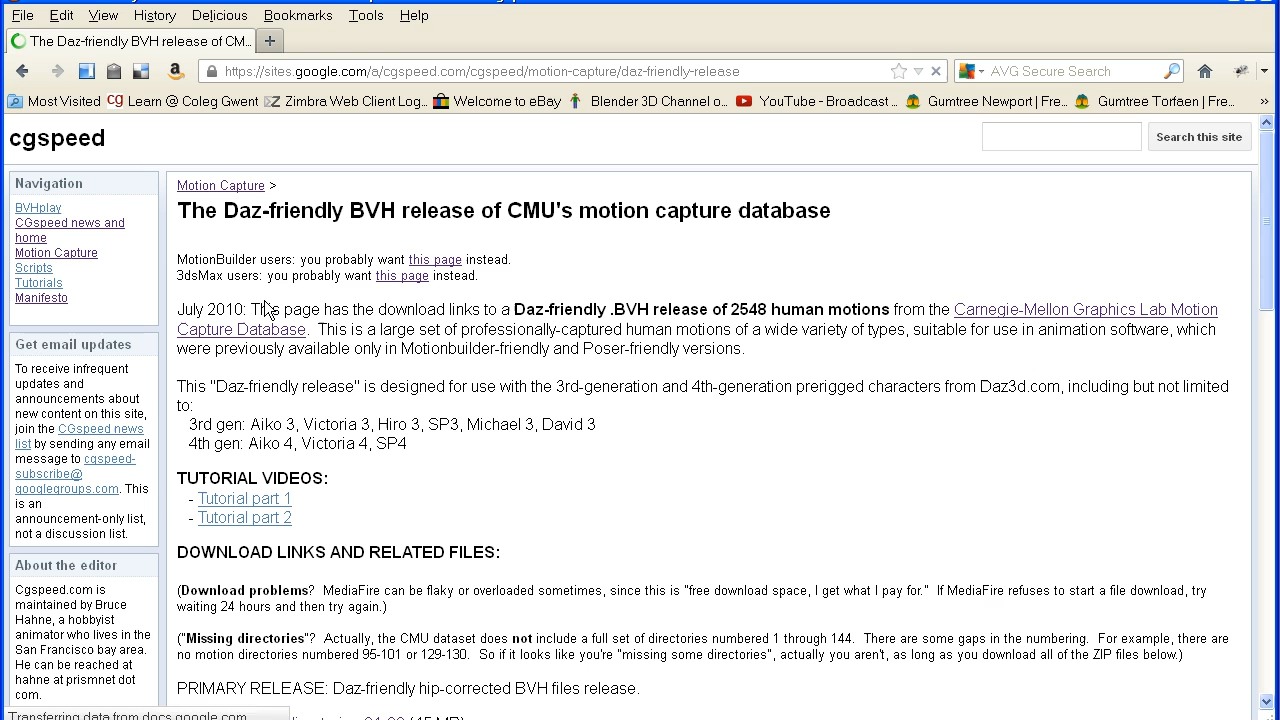 File Edit View History Delicious Bookmarks Tools Help
The Daz-friendly BVH release of CM...
https://sites.google.com/a/cgspeed.com/cgspeed/motion-capture/daz-friendly-release
AVG Secure Search
Most Visited Learn @ Coleg Gwent Zimbra Web Client Log... Welcome to eBay Blender 3D Channel o... YouTube - Broadcast ... Gumtree Newport | Fre... Gumtree Torfaen | Fre... »
cgspeed
Search this site
Navigation
BVHplay
CGspeed news and
home
Motion Capture
Scripts
Tutorials
Manifesto
Get email updates
To receive infrequent
updates and
announcements about
new content on this site,
join the CGspeed news
list by sending any email
message to cgspeed-
subscribe@
googlegroups.com. This
is an
announcement-only list,
not a discussion list.
About the editor
Cgspeed.com is
maintained by Bruce
Hahne, a hobbyist
animator who lives in the
San Francisco bay area.
He can be reached at
hahne at prismnet dot
com.
Motion Capture >
The Daz-friendly BVH release of CMU's motion capture database
MotionBuilder users: you probably want this page instead.
3dsMax users: you probably want this page instead.
July 2010: This page has the download links to a Daz-friendly .BVH release of 2548 human motions from the Carnegie-Mellon Graphics Lab Motion
Capture Database. This is a large set of professionally-captured human motions of a wide variety of types, suitable for use in animation software, which
were previously available only in Motionbuilder-friendly and Poser-friendly versions.
This "Daz-friendly release" is designed for use with the 3rd-generation and 4th-generation prerigged characters from Daz3d.com, including but not limited
to:
3rd gen: Aiko 3, Victoria 3, Hiro 3, SP3, Michael 3, David 3
4th gen: Aiko 4, Victoria 4, SP4
TUTORIAL VIDEOS:
- Tutorial part 1
- Tutorial part 2
DOWNLOAD LINKS AND RELATED FILES:
(Download problems? MediaFire can be flaky or overloaded sometimes, since this is "free download space, I get what I pay for." If MediaFire refuses to start a file download, try
waiting 24 hours and then try again.)
("Missing directories"? Actually, the CMU dataset does not include a full set of directories numbered 1 through 144. There are some gaps in the numbering. For example, there are
no motion directories numbered 95-101 or 129-130. So if it looks like you're "missing some directories", actually you aren't, as long as you download all of the ZIP files below.)
PRIMARY RELEASE: Daz-friendly hip-corrected BVH files release.
Transferring data from docs.google.com...